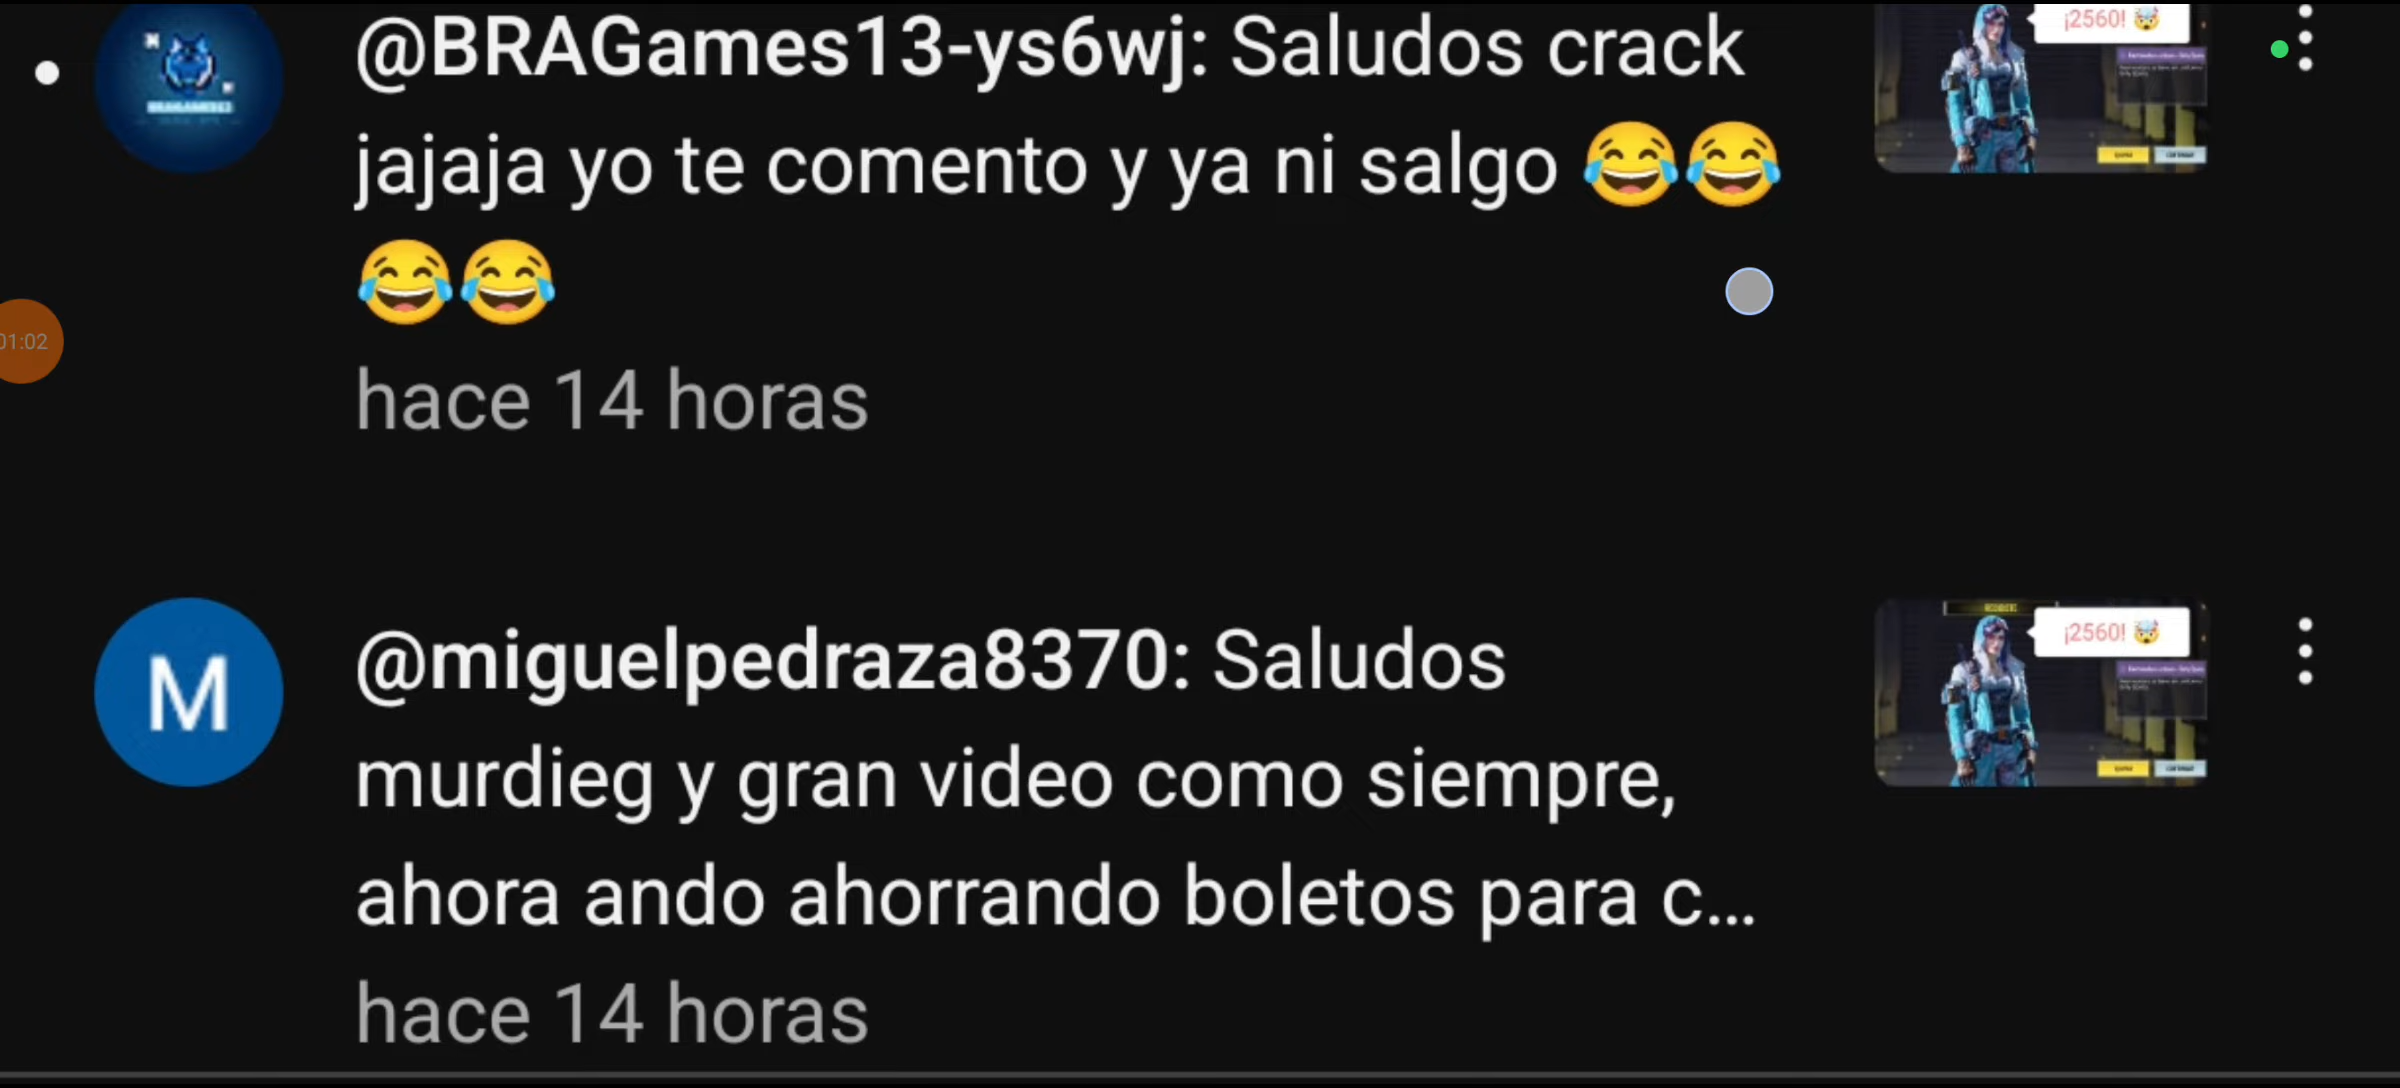 @BRAGames13-ys6wj: Saludos crack
¡2560! 🤯
jajaja yo te comento y ya ni salgo 😂😂
😂😂
01:02
hace 14 horas
M
@miguelpedraza8370: Saludos
¡2560! 🤯
murdieg y gran video como siempre,
ahora ando ahorrando boletos para c...
hace 14 horas